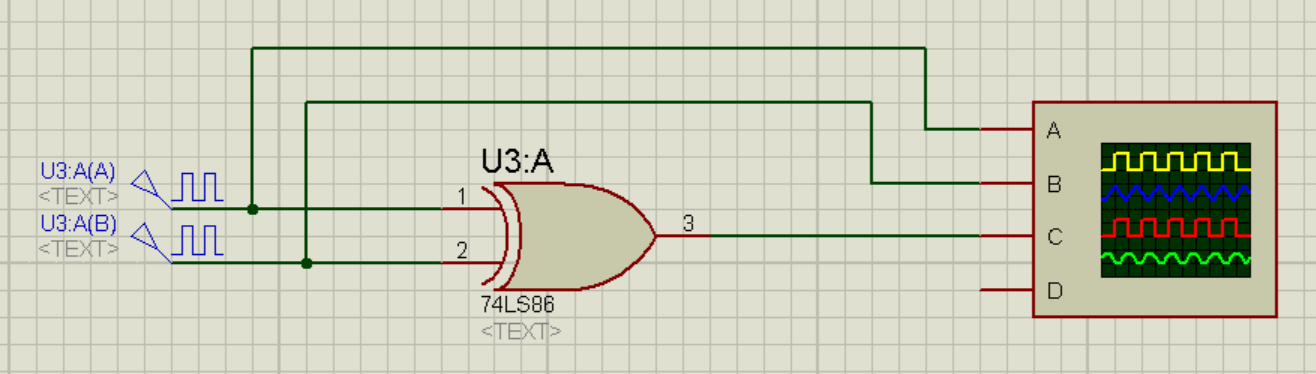 U3:A(A)
<TEXT>
U3:A(B)
<TEXT>
U3:A
1
2
3
74LS86
<TEXT>
A
B
C
D